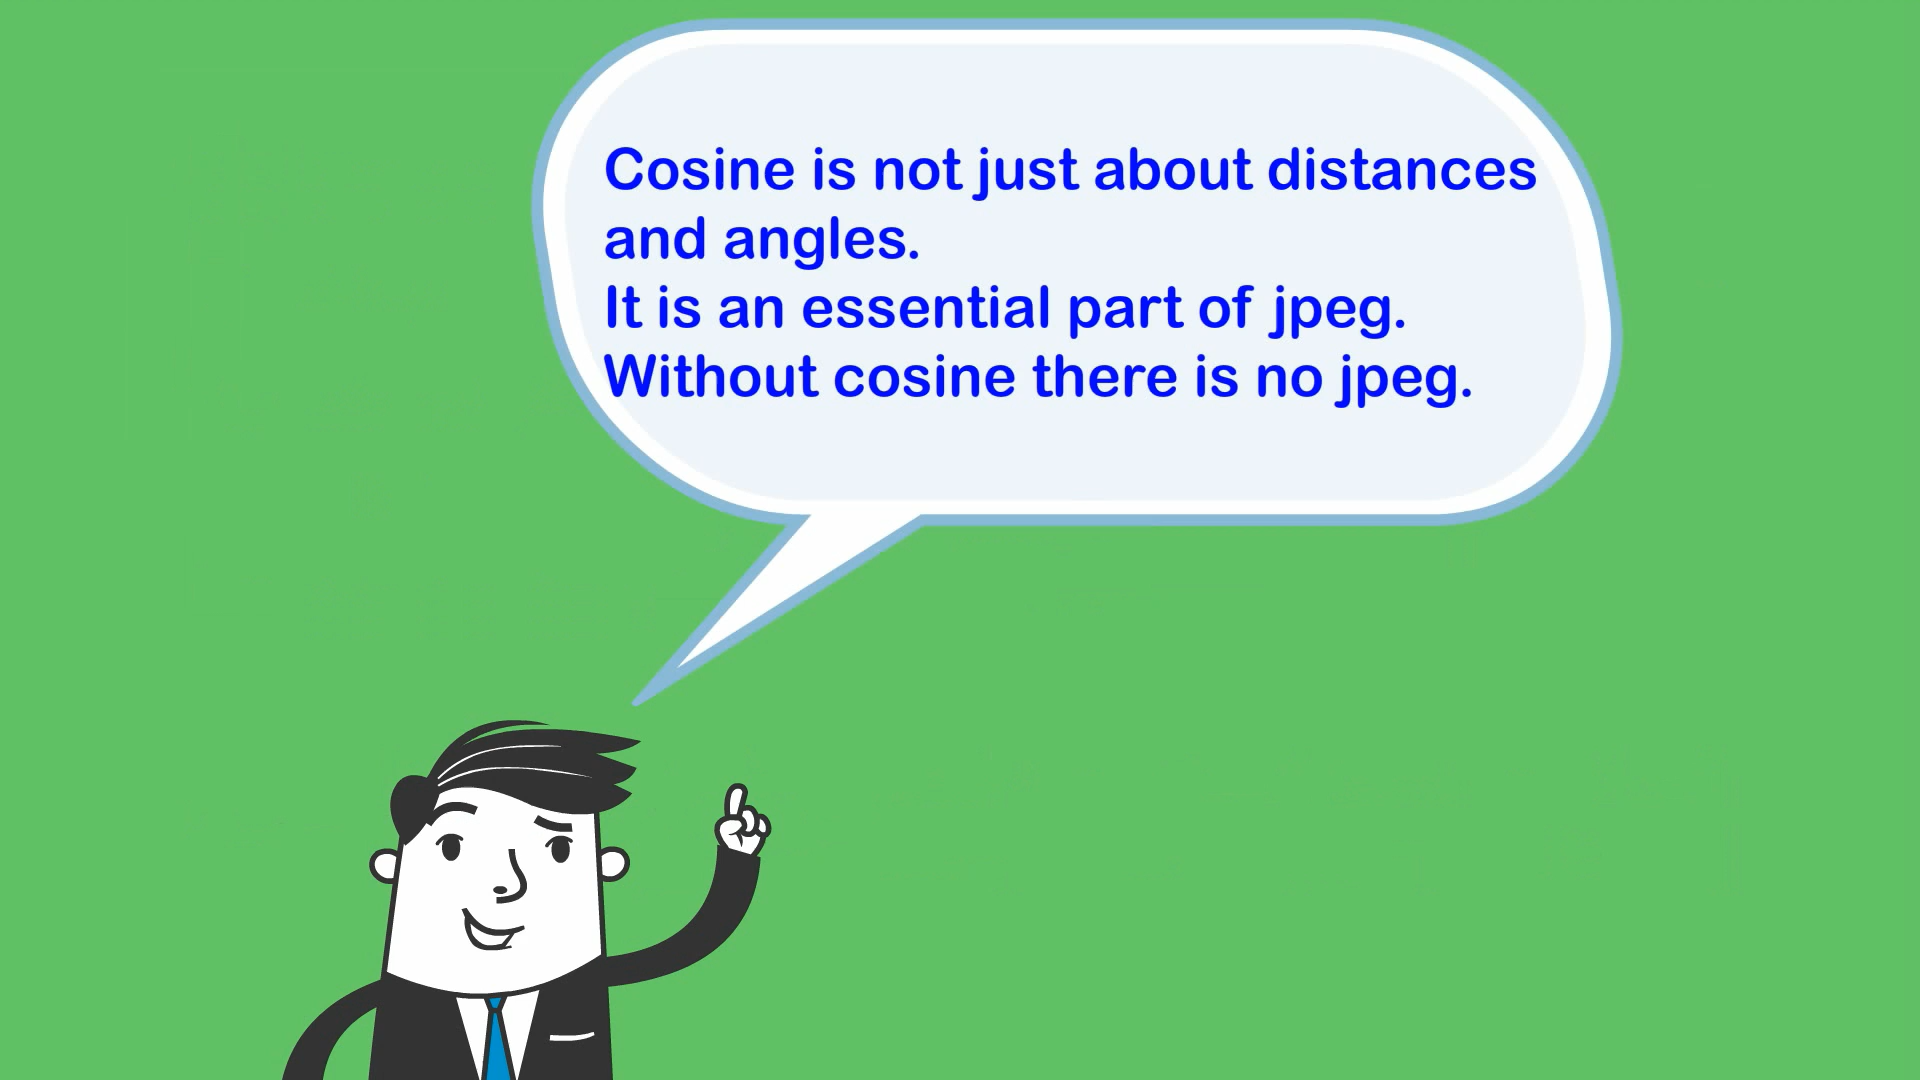 Cosine is not just about distances
and angles.
It is an essential part of jpeg.
Without cosine there is no jpeg.